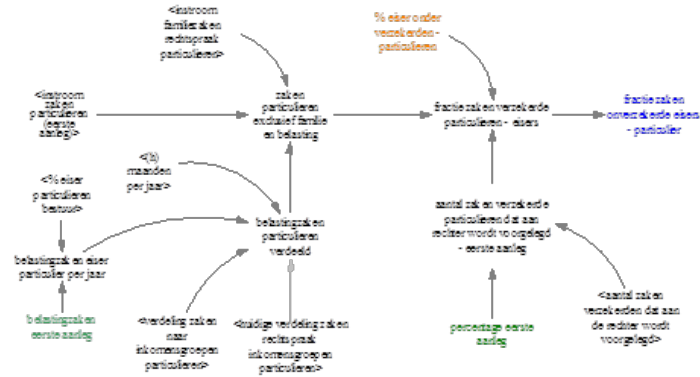 <instroom
familiezaken
rechtspraak
particulieren>
% eiser onder
verzekerden -
particulieren
<instroom
zaken
particulieren
(eerste
aanleg)>
zaken
particulieren
exclusief familie
en belasting
fractie zaken verzekerde
particulieren - eisers
fractie zaken
onverzekerde eisers
- particulier
<(h)
maanden
per jaar>
<% eiser
particulieren
bestuur>
belastingzaken
particulieren
verdeeld
aantal zaken verzekerde
particulieren dat aan
rechter wordt voorgelegd
- eerste aanleg
belastingzaken eiser
particulier per jaar
belastingzaken
eerste aanleg
<verdeling zaken
naar
inkomensgroepen
particulieren>
<huidige verdeling zaken
rechtspraak
inkomensgroepen
particulieren>
percentage eerste
aanleg
<aantal zaken
verzekerden dat aan
de rechter wordt
voorgelegd>